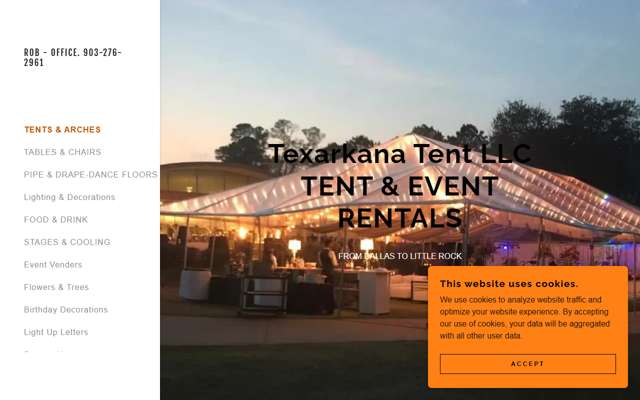 ROB - OFFICE. 903-276-
2961
TENTS & ARCHES
TABLES & CHAIRS
PIPE & DRAPE-DANCE FLOORS
Lighting & Decorations
FOOD & DRINK
STAGES & COOLING
Event Venders
Flowers & Trees
Birthday Decorations
Light Up Letters
Texarkana Tent LLC
TENT & EVENT
RENTALS
FROM DALLAS TO LITTLE ROCK
This website uses cookies.
We use cookies to analyze website traffic and
optimize your website experience. By accepting
our use of cookies, your data will be aggregated
with all other user data.
ACCEPT